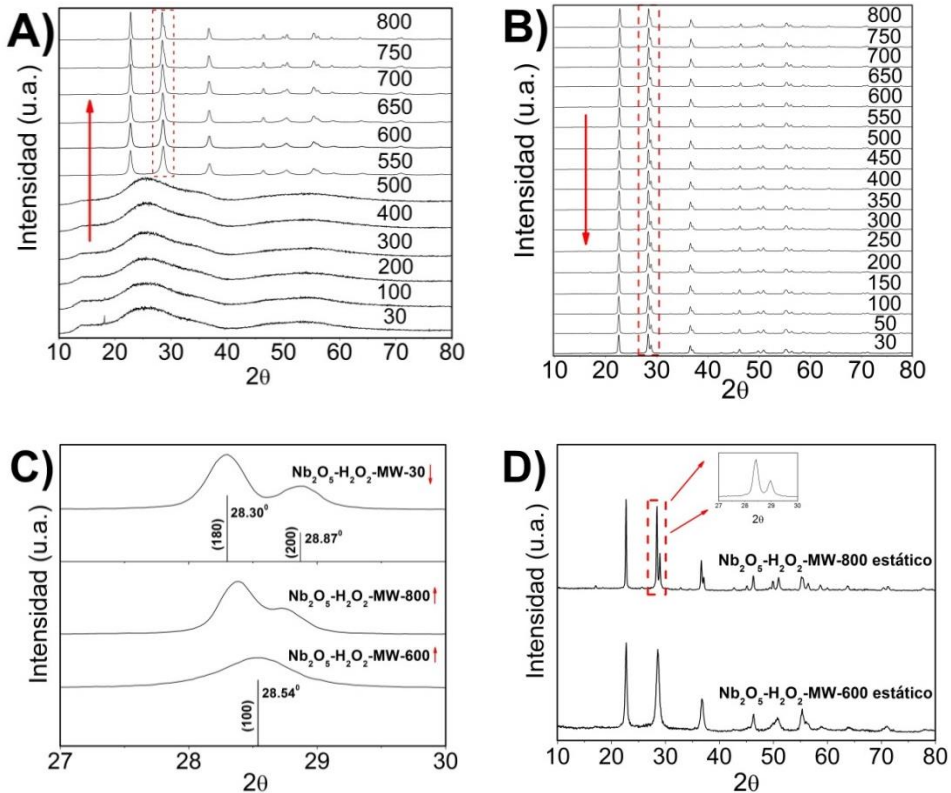 A)
Intensidad (u.a.)
800
750
700
650
600
550
500
400
300
200
100
30
10 20 30 40 50 60 70 80
2θ
B)
Intensidad (u.a.)
800
750
700
650
600
550
500
450
400
350
300
250
200
150
100
50
30
10 20 30 40 50 60 70 80
2θ
C)
Intensidad (u.a.)
Nb₂O₅-H₂O₂-MW-30
(180)
28.30⁰
(200)
28.87⁰
Nb₂O₅-H₂O₂-MW-800
Nb₂O₅-H₂O₂-MW-600
(100)
28.54⁰
27 28 29 30
2θ
D)
Intensidad (u.a.)
27 28 29 30
2θ
Nb₂O₅-H₂O₂-MW-800 estático
Nb₂O₅-H₂O₂-MW-600 estático
10 20 30 40 50 60 70 80
2θ